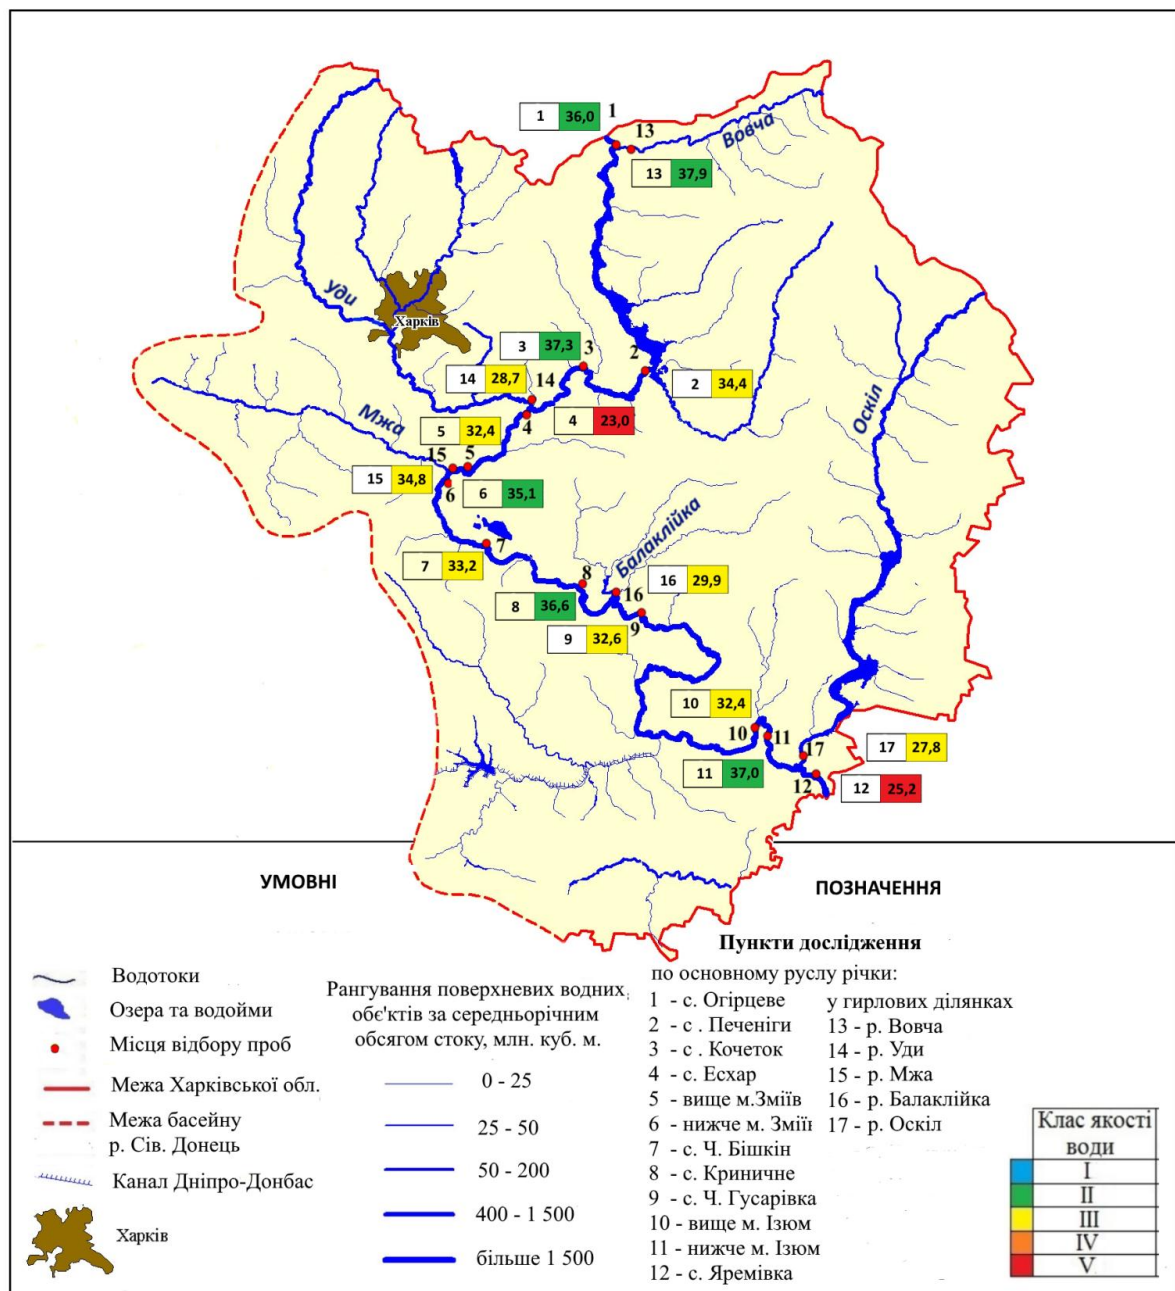 1 36,0
1
13
Вовча
13 37,9
Уди
Харків
3 37,3
3
2
14 28,7
14
2 34,4
Оскіл
Мжа
4
4 23,0
5 32,4
15
5
15 34,8
6
6 35,1
Балаклійка
7
7 33,2
8
16 29,9
16
8 36,6
9
9 32,6
10 32,4
10
11
17
17 27,8
11 37,0
12
12 25,2
УМОВНІ
ПОЗНАЧЕННЯ
Водотоки
Озера та водойми
Місця відбору проб
Межа Харківської обл.
Межа басейну
р. Сів. Донець
Канал Дніпро-Донбас
Харків
Рангування поверхневих водних
обє'ктів за середньорічним
обсягом стоку, млн. куб. м.
0 - 25
25 - 50
50 - 200
400 - 1 500
більше 1 500
Пункти дослідження
по основному руслу річки:
1 - с. Огірцеве
2 - с . Печеніги
3 - с . Кочеток
4 - с. Есхар
5 - вище м.Зміїв
6 - нижче м. Зміїн
7 - с. Ч. Бішкін
8 - с. Криничне
9 - с. Ч. Гусарівка
10 - вище м. Ізюм
11 - нижче м. Ізюм
12 - с. Яремівка
у гирлових ділянках
13 - р. Вовча
14 - р. Уди
15 - р. Мжа
16 - р. Балаклійка
17 - р. Оскіл
Клас якості
води
I
II
III
IV
V